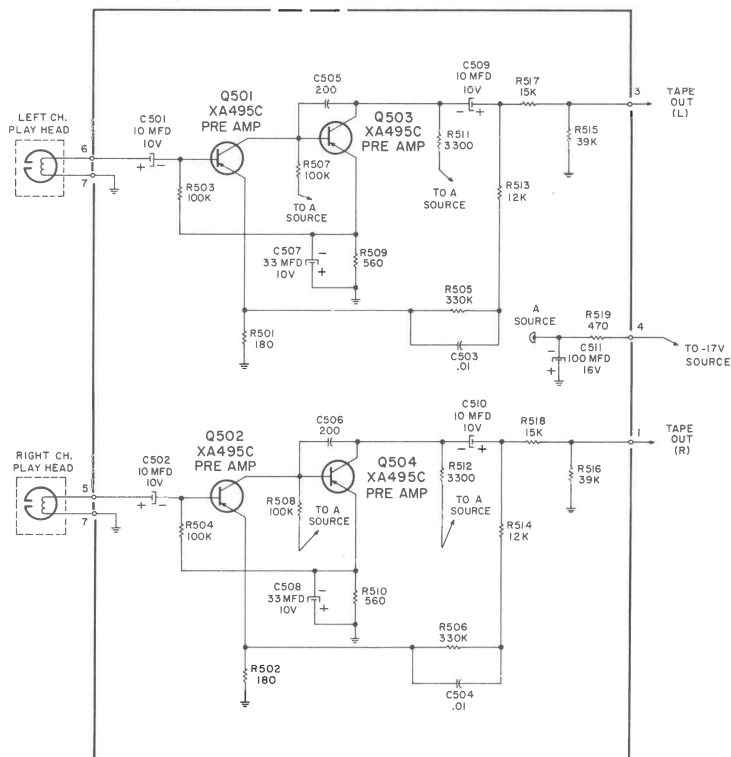 LEFT CH.
PLAY HEAD
6
7
C501
10 MFD
10V
+ -
Q501
XA495C
PRE AMP
R503
100K
C505
200
R507
100K
TO A
SOURCE
Q503
XA495C
PRE AMP
C507
33 MFD
10V
-
+
R509
560
R501
180
C509
10 MFD
10V
- +
R511
3300
TO A
SOURCE
R517
15K
R513
12K
R515
39K
3
TAPE
OUT
(L)
R505
330K
C503
.01
A
SOURCE
R519
470
4
-
+
C511
100 MFD
16V
TO -17V
SOURCE
RIGHT CH.
PLAY HEAD
5
7
C502
10 MFD
10V
+ -
Q502
XA495C
PRE AMP
R504
100K
C506
200
R508
100K
TO A
SOURCE
Q504
XA495C
PRE AMP
C508
33 MFD
10V
-
+
R510
560
R502
180
C510
10 MFD
10V
- +
R512
3300
TO A
SOURCE
R518
15K
R514
12K
R516
39K
1
TAPE
OUT
(R)
R506
330K
C504
.01